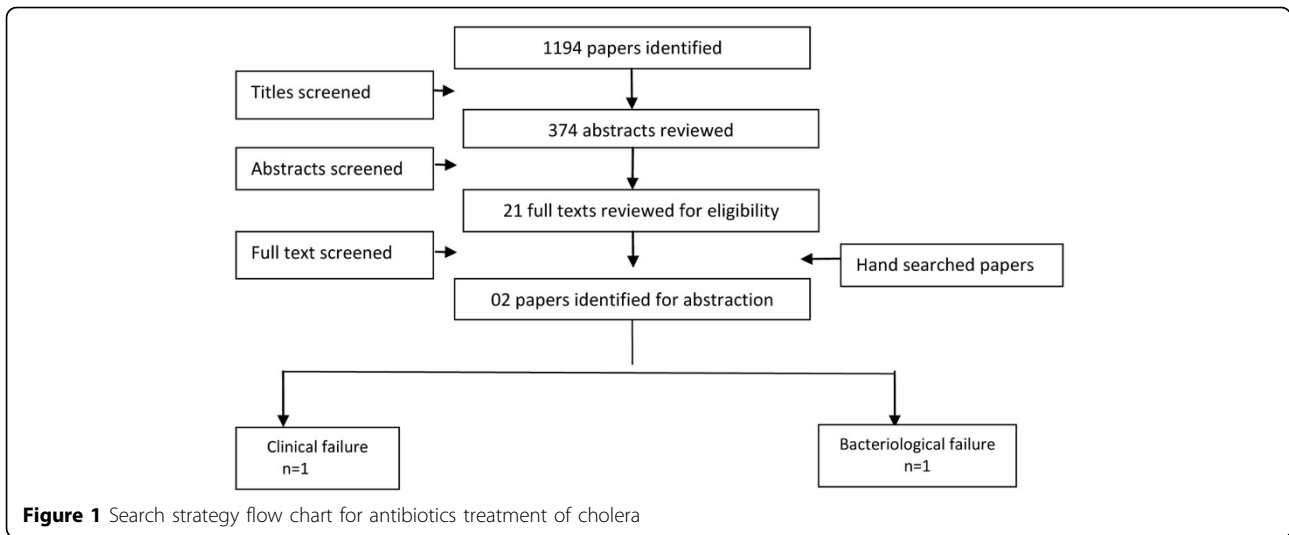 1194 papers identified
Titles screened
374 abstracts reviewed
Abstracts screened
21 full texts reviewed for eligibility
Full text screened
Hand searched papers
02 papers identified for abstraction
Clinical failure
n=1
Bacteriological failure
n=1
Figure 1 Search strategy flow chart for antibiotics treatment of cholera